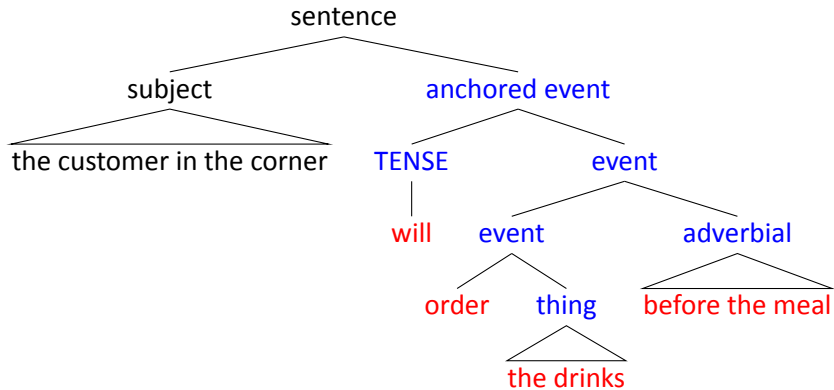 sentence
subject anchored event
the customer in the corner TENSE event
will event adverbial
order thing before the meal
the drinks